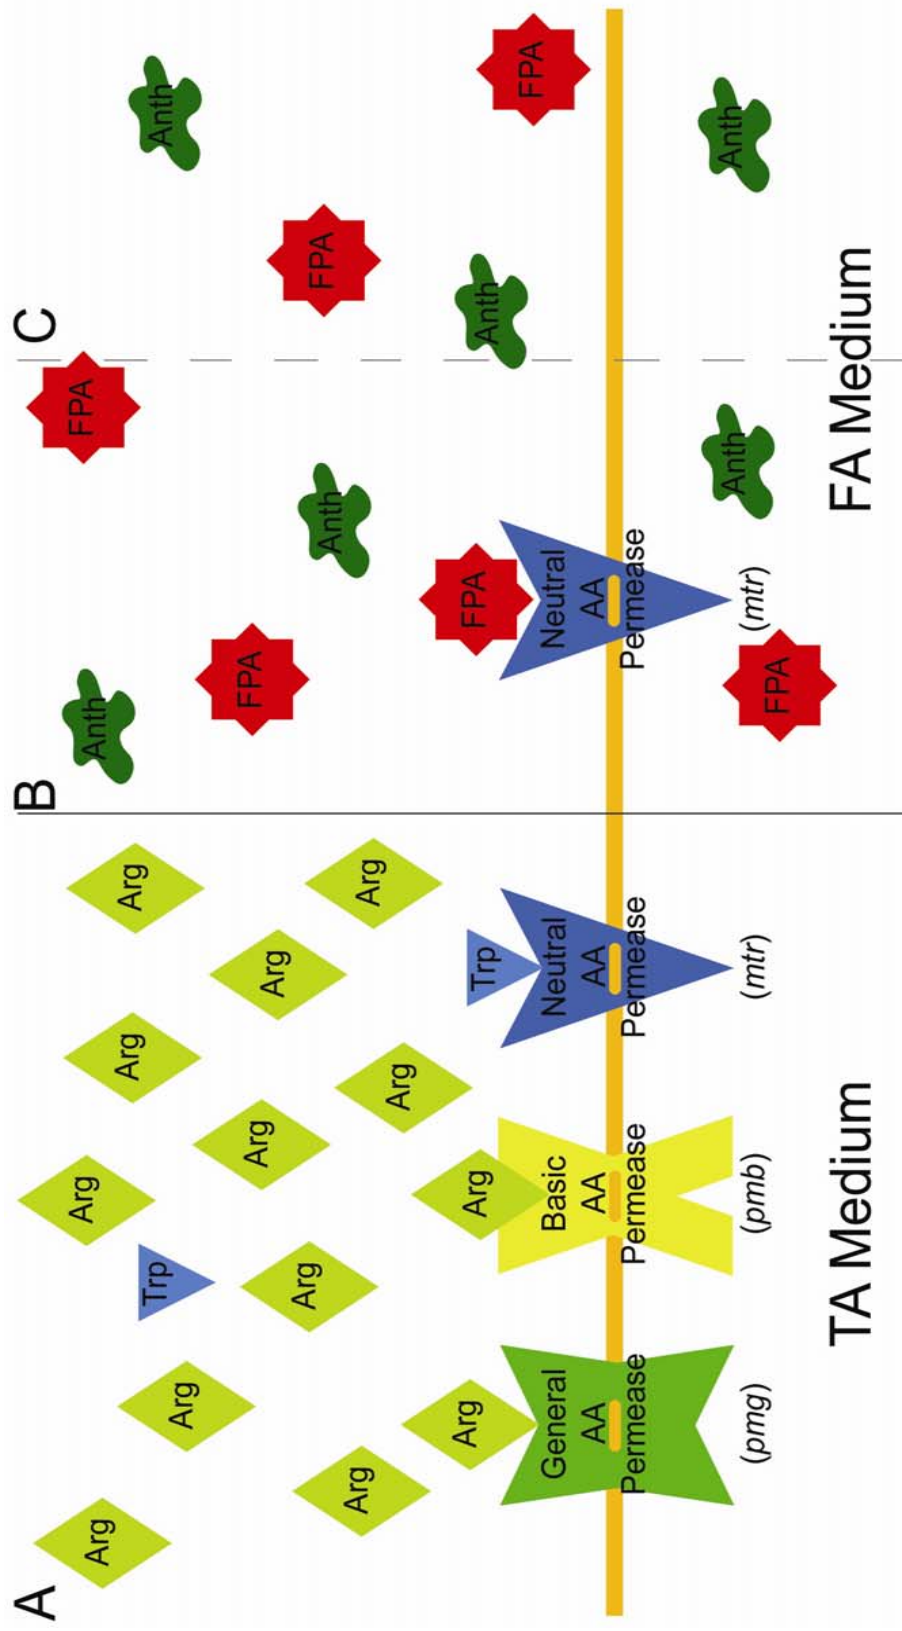 A
Arg
Arg
Arg
Arg
Trp
Arg
Arg
Arg
Arg
Arg
Arg
Arg
Arg
Arg
Trp
General
AA
Permease
(pmg)
Basic
AA
Permease
(pmb)
Neutral
AA
Permease
(mtr)
TA Medium
B
FPA
Anth
FPA
Anth
FPA
Neutral
AA
Permease
(mtr)
FPA
Anth
C
Anth
FPA
Anth
FPA
Anth
FA Medium